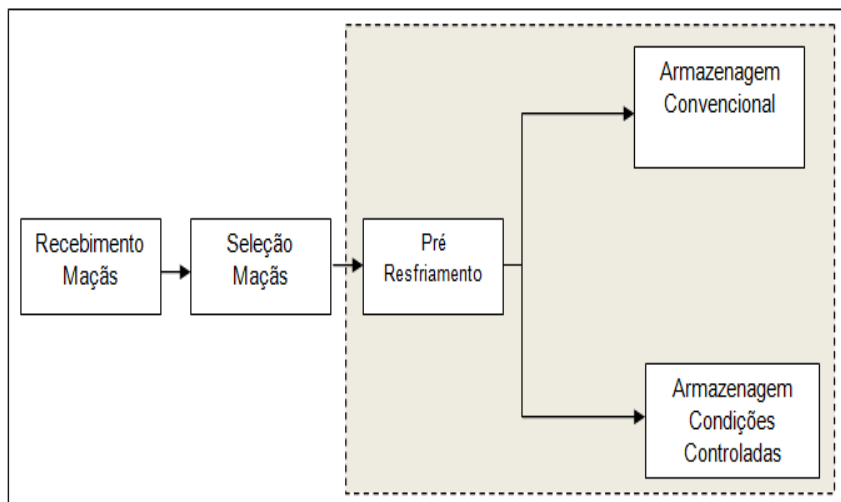 Recebimento
Maçãs
Seleção
Maçãs
Pré
Resfriamento
Armazenagem
Convencional
Armazenagem
Condições
Controladas